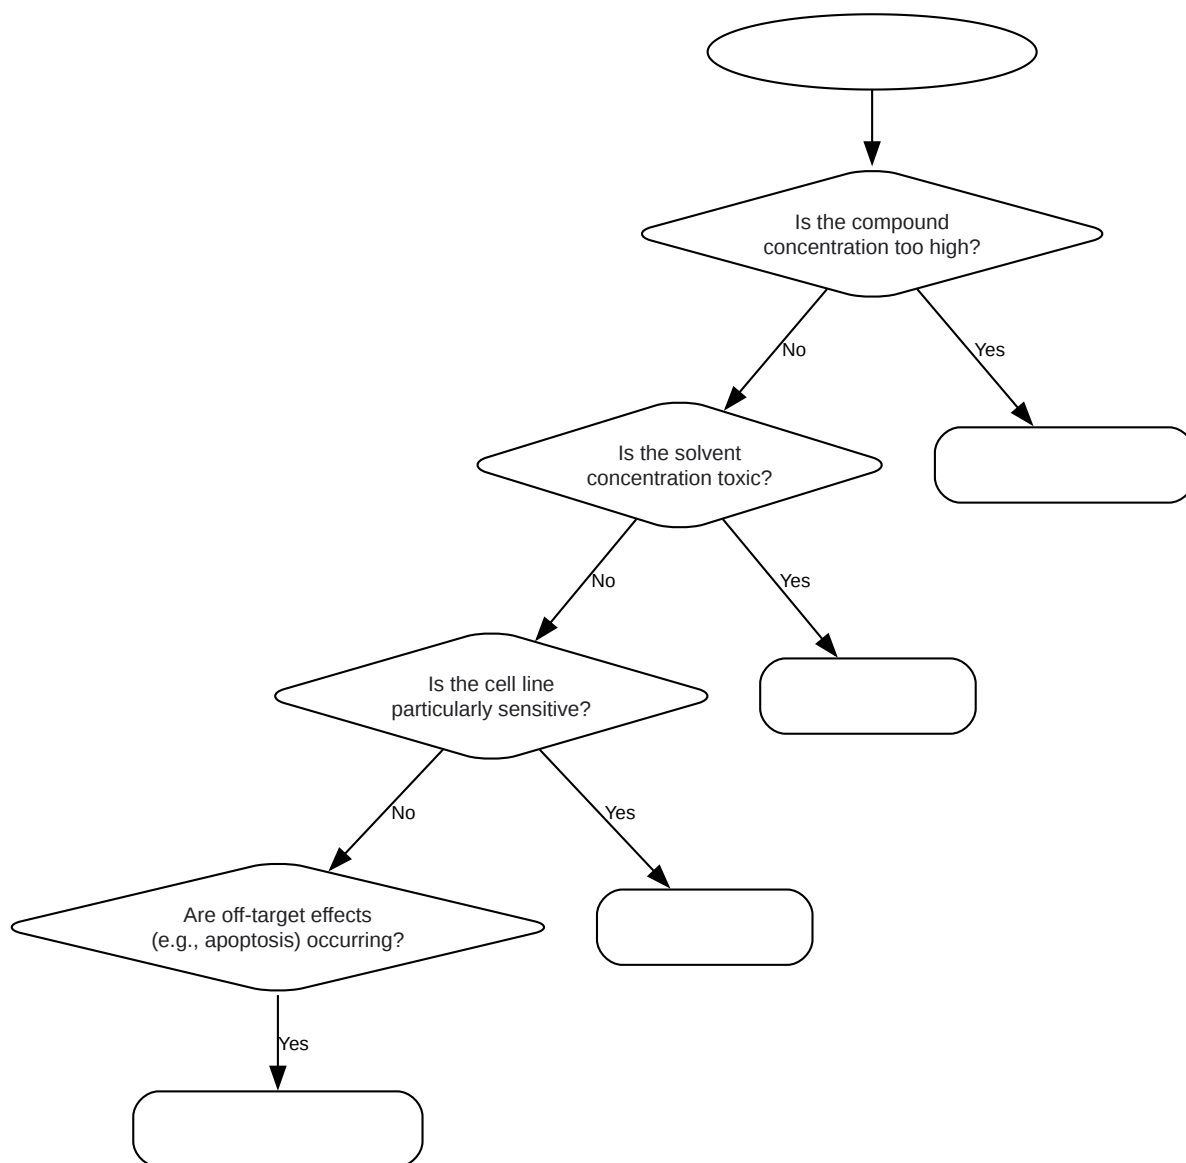 Is the compound
concentration too high?
No
Yes
Is the solvent
concentration toxic?
No
Yes
Is the cell line
particularly sensitive?
No
Yes
Are off-target effects
(e.g., apoptosis) occurring?
Yes